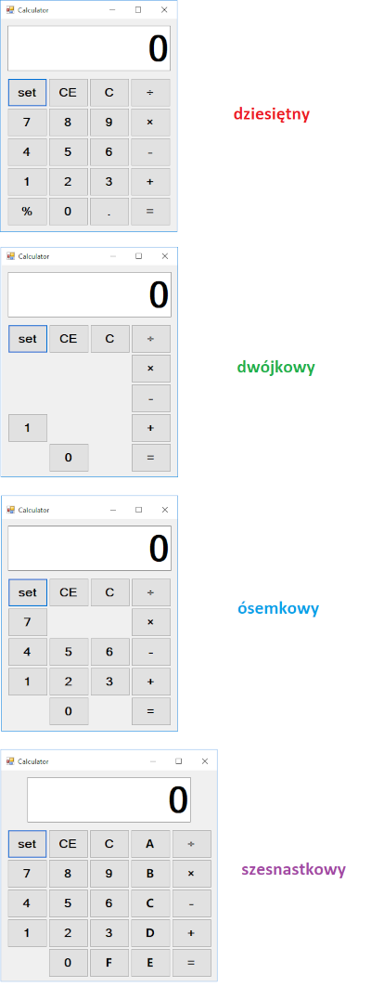 Calculator
0
set CE C ÷
7 8 9 ×
4 5 6 -
1 2 3 +
% 0 . =
dziesiętny
Calculator
0
set CE C ÷
×
-
1 +
0 =
dwójkowy
Calculator
0
set CE C ÷
7 ×
4 5 6 -
1 2 3 +
0 =
ósemkowy
Calculator
0
set CE C A ÷
7 8 9 B ×
4 5 6 C -
1 2 3 D +
0 F E =
szesnastkowy